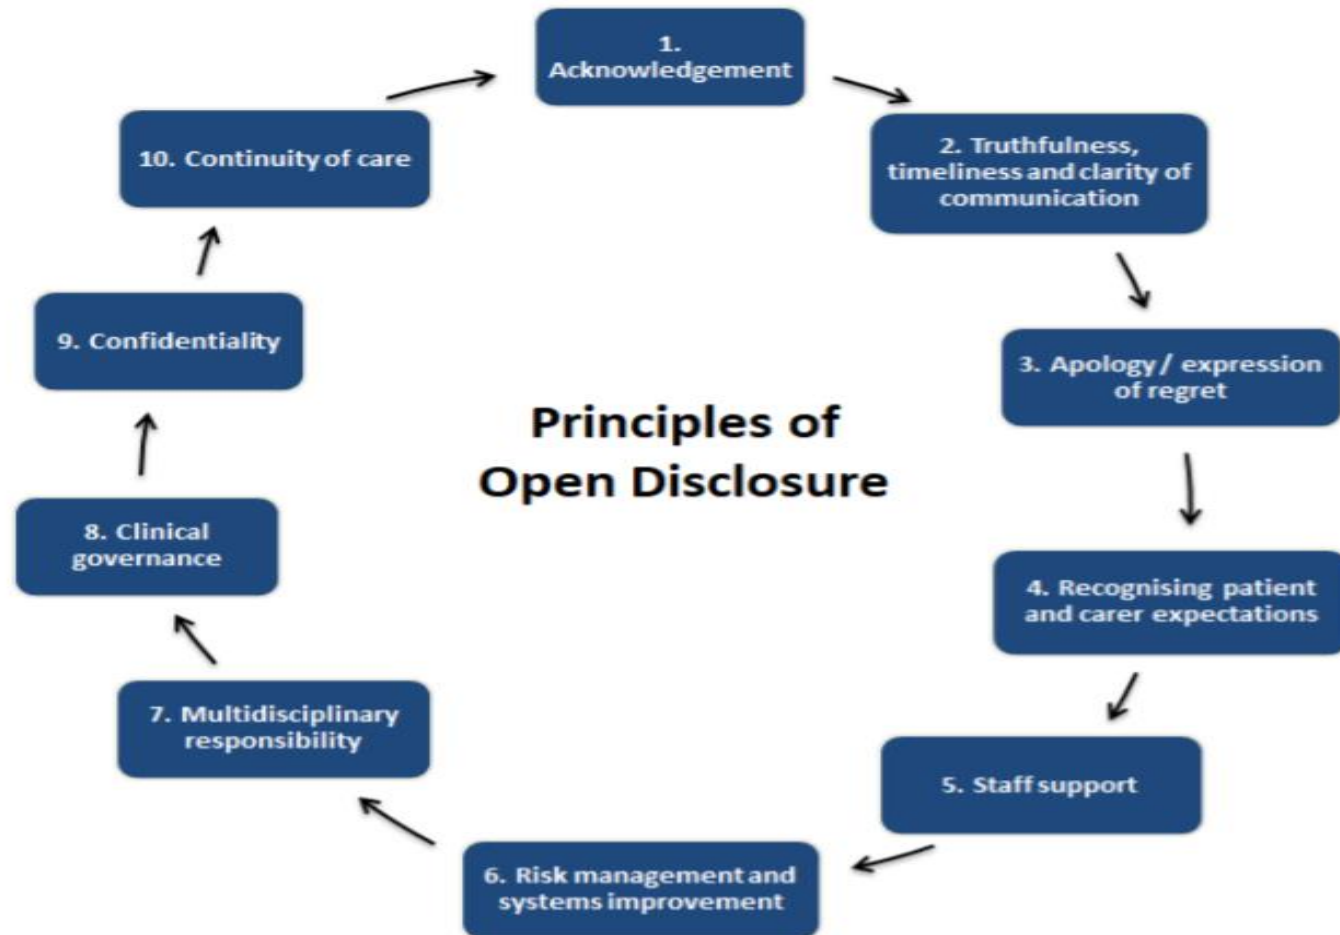 1.
Acknowledgement
2. Truthfulness,
timeliness and clarity of
communication
3. Apology / expression
of regret
4. Recognising patient
and carer expectations
5. Staff support
6. Risk management and
systems improvement
7. Multidisciplinary
responsibility
8. Clinical
governance
9. Confidentiality
10. Continuity of care
Principles of
Open Disclosure